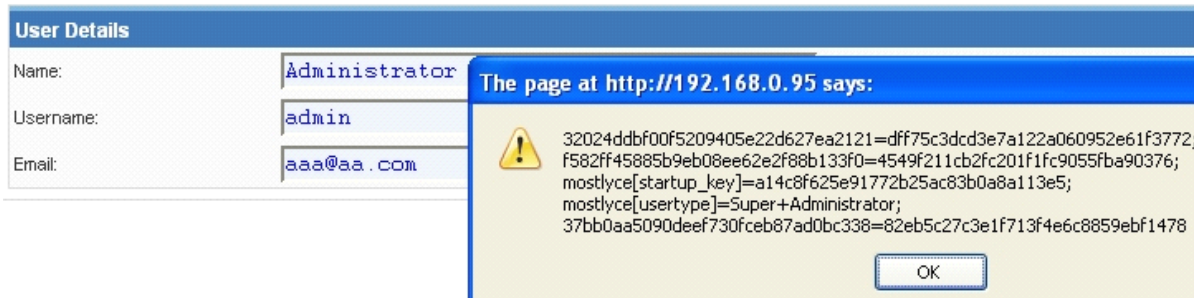 User Details
Name: Administrator
Username: admin
Email: aaa@aa.com
The page at http://192.168.0.95 says:
32024ddbf00f5209405e22d627ea2121=dff75c3dcd3e7a122a060952e61f3772;
f582ff45885b9eb08ee62e2f88b133f0=4549f211cb2fc201f1fc9055fba90376;
mostlyce[startup_key]=a14c8f625e91772b25ac83b0a8a113e5;
mostlyce[usertype]=Super+Administrator;
37bb0aa5090deef730fceb87ad0bc338=82eb5c27c3e1f713f4e6c8859ebf1478
OK